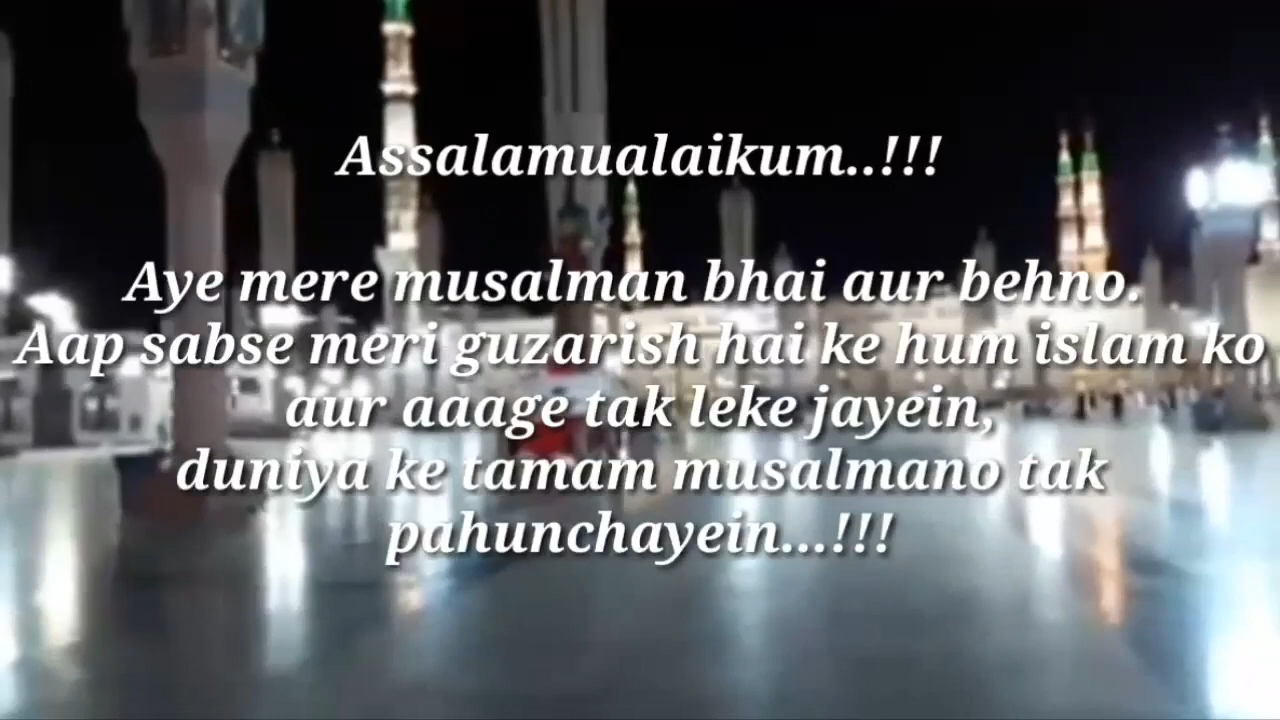 Assalamualaikum..!!!
Aye mere musalman bhai aur behno.
Aap sabse meri guzarish hai ke hum islam ko
aur aaage tak leke jayein,
duniya ke tamam musalmano tak
pahunchayein...!!!